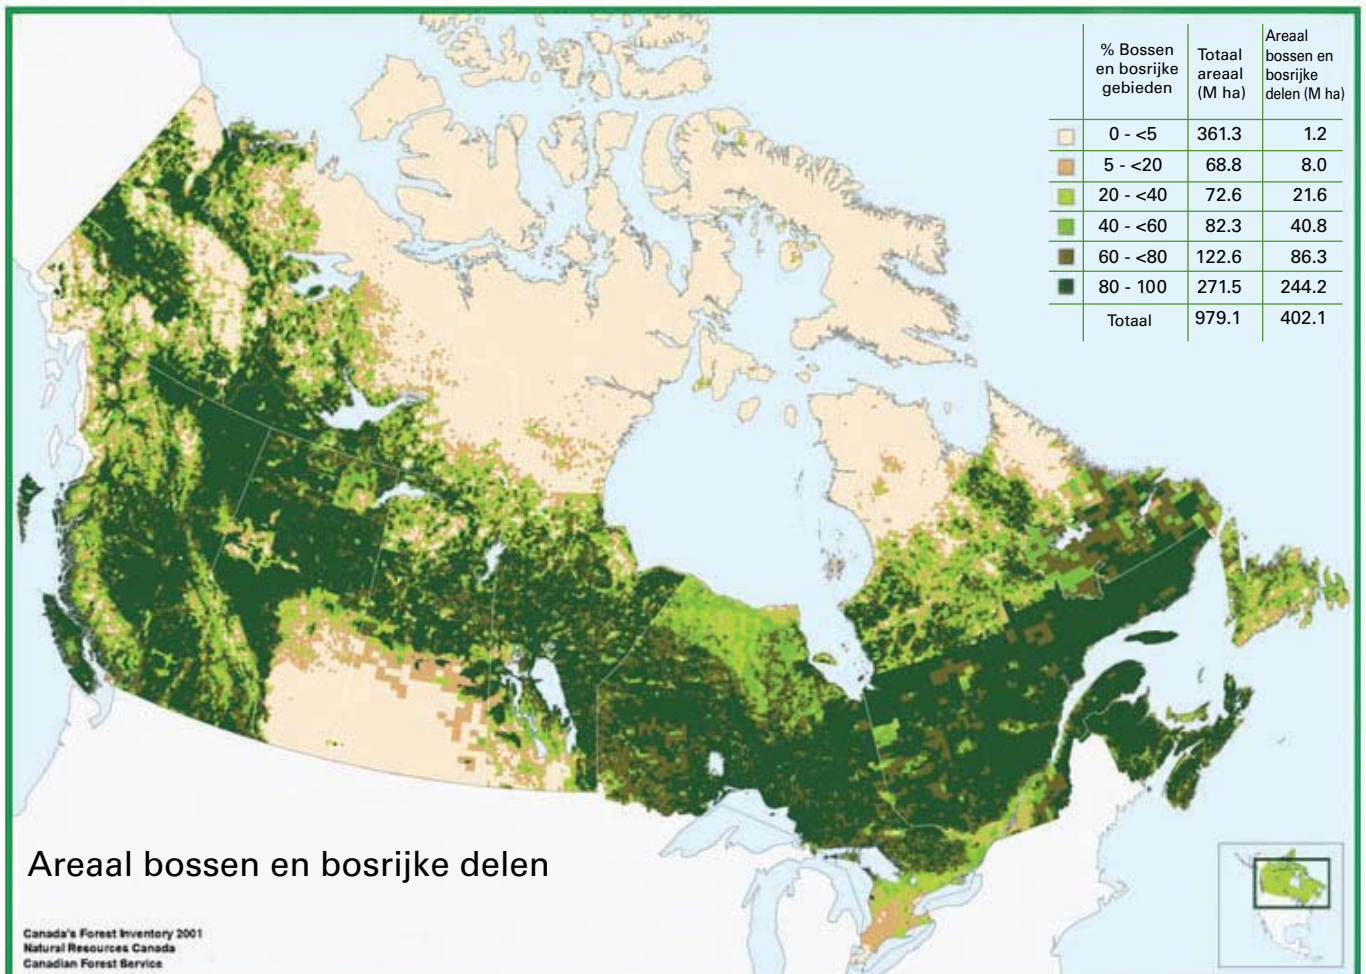 % Bossen
en bosrijke
gebieden
Totaal
areaal
(M ha)
Areaal
bossen en
bosrijke
delen (M ha)
0 - <5 361.3 1.2
5 - <20 68.8 8.0
20 - <40 72.6 21.6
40 - <60 82.3 40.8
60 - <80 122.6 86.3
80 - 100 271.5 244.2
Totaal 979.1 402.1
Areaal bossen en bosrijke delen
Canada's Forest Inventory 2001
Natural Resources Canada
Canadian Forest Service